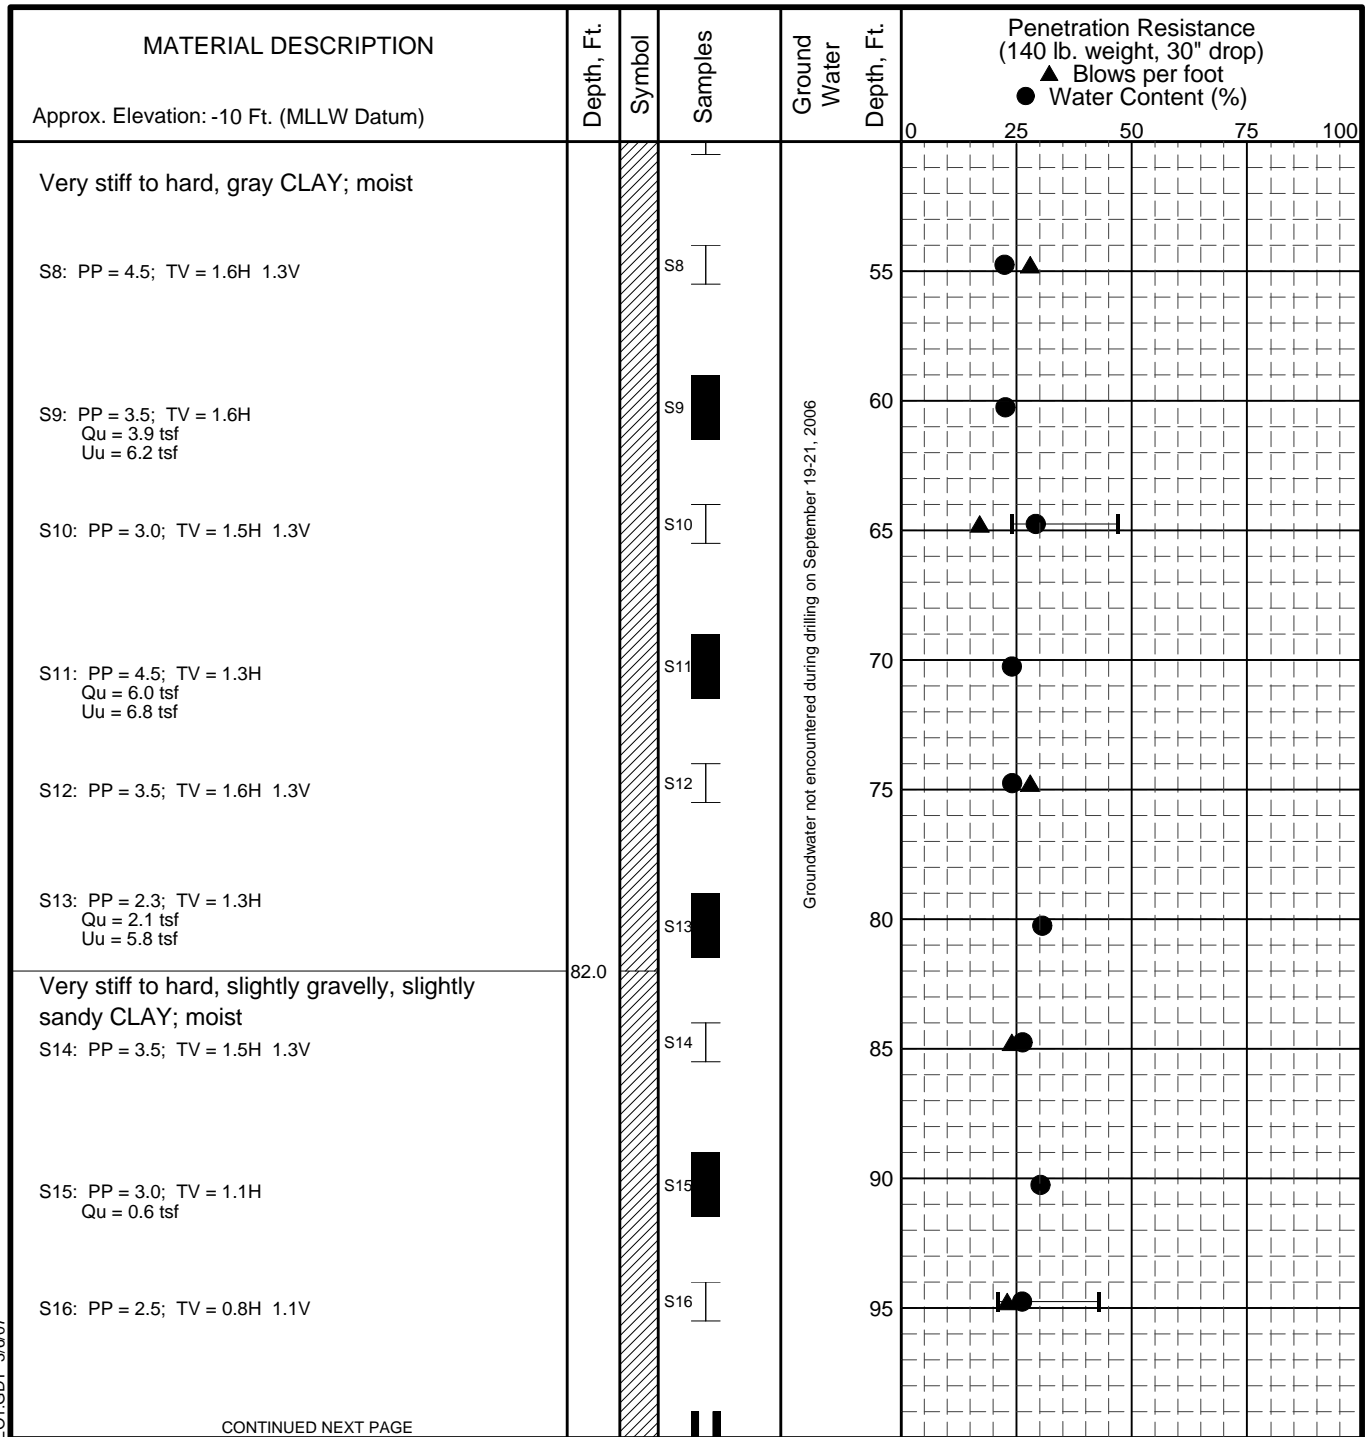 MATERIAL DESCRIPTION
Approx. Elevation: -10 Ft. (MLLW Datum)
Depth, Ft.
Symbol
Samples
Ground
Water
Depth, Ft.
Penetration Resistance
(140 lb. weight, 30" drop)
Blows per foot
Water Content (%)
0 25 50 75 100
Very stiff to hard, gray CLAY; moist
S8: PP = 4.5; TV = 1.6H 1.3V
S8
55
S9: PP = 3.5; TV = 1.6H
Qu = 3.9 tsf
Uu = 6.2 tsf
S9
60
S10: PP = 3.0; TV = 1.5H 1.3V
S10
65
Groundwater not encountered during drilling on September 19-21, 2006
S11: PP = 4.5; TV = 1.3H
Qu = 6.0 tsf
Uu = 6.8 tsf
S11
70
S12: PP = 3.5; TV = 1.6H 1.3V
S12
75
S13: PP = 2.3; TV = 1.3H
Qu = 2.1 tsf
Uu = 5.8 tsf
S13
80
82.0
Very stiff to hard, slightly gravelly, slightly
sandy CLAY; moist
S14: PP = 3.5; TV = 1.5H 1.3V
S14
85
S15: PP = 3.0; TV = 1.1H
Qu = 0.6 tsf
S15
90
S16: PP = 2.5; TV = 0.8H 1.1V
S16
95
CONTINUED NEXT PAGE